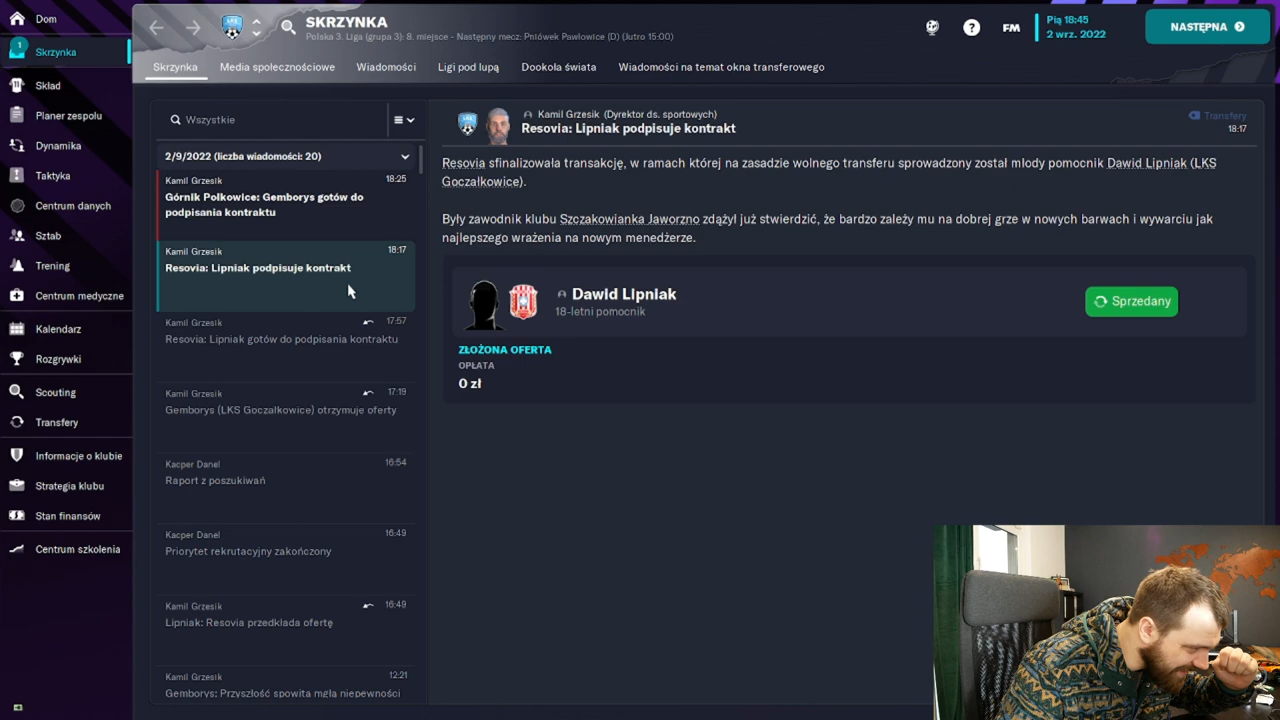 Dom
1
Skrzynka
Skład
Planer zespołu
Dynamika
Taktyka
Centrum danych
Sztab
Trening
Centrum medyczne
Kalendarz
Rozgrywki
Scouting
Transfery
Informacje o klubie
Strategia klubu
Stan finansów
Centrum szkolenia
SKRZYNKA
Polska 3. Liga (grupa 3): 8. miejsce - Następny mecz: Pniówek Pawłowice (D) (Jutro 15:00)
?
FM
Pią 18:45
2 wrz. 2022
NASTĘPNA
Skrzynka
Media społecznościowe
Wiadomości
Ligi pod lupą
Dookoła świata
Wiadomości na temat okna transferowego
Wszystkie
2/9/2022 (liczba wiadomości: 20)
Kamil Grzesik 18:25
Górnik Polkowice: Gemborys gotów do
podpisania kontraktu
Kamil Grzesik 18:17
Resovia: Lipniak podpisuje kontrakt
Kamil Grzesik 17:57
Resovia: Lipniak gotów do podpisania kontraktu
Kamil Grzesik 17:19
Gemborys (LKS Goczałkowice) otrzymuje oferty
Kacper Danel 16:54
Raport z poszukiwań
Kacper Danel 16:49
Priorytet rekrutacyjny zakończony
Kamil Grzesik 16:49
Lipniak: Resovia przedkłada ofertę
Kamil Grzesik 12:21
Gemborys: Przyszłość spowita mgłą niepewności
Kamil Grzesik (Dyrektor ds. sportowych)
Resovia: Lipniak podpisuje kontrakt
Transfery
18:17
Resovia sfinalizowała transakcję, w ramach której na zasadzie wolnego transferu sprowadzony został młody pomocnik Dawid Lipniak (LKS
Goczałkowice).
Były zawodnik klubu Szczakowianka Jaworzno zdążył już stwierdzić, że bardzo zależy mu na dobrej grze w nowych barwach i wywarciu jak
najlepszego wrażenia na nowym menedżerze.
Dawid Lipniak
18-letni pomocnik
Sprzedany
ZŁOŻONA OFERTA
OPŁATA
0 zł